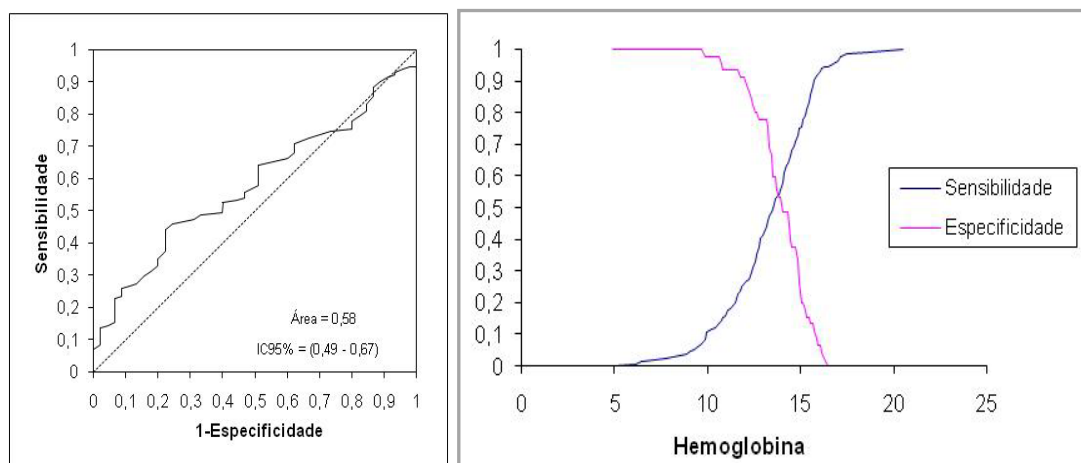 1
0,9
0,8
0,7
0,6
0,5
0,4
0,3
0,2
0,1
0
Sensibilidade
Área = 0,58
IC95% = (0,49 - 0,67)
0 0,1 0,2 0,3 0,4 0,5 0,6 0,7 0,8 0,9 1
1-Especificidade
1
0,9
0,8
0,7
0,6
0,5
0,4
0,3
0,2
0,1
0
0 5 10 15 20 25
Hemoglobina
Sensibilidade
Especificidade